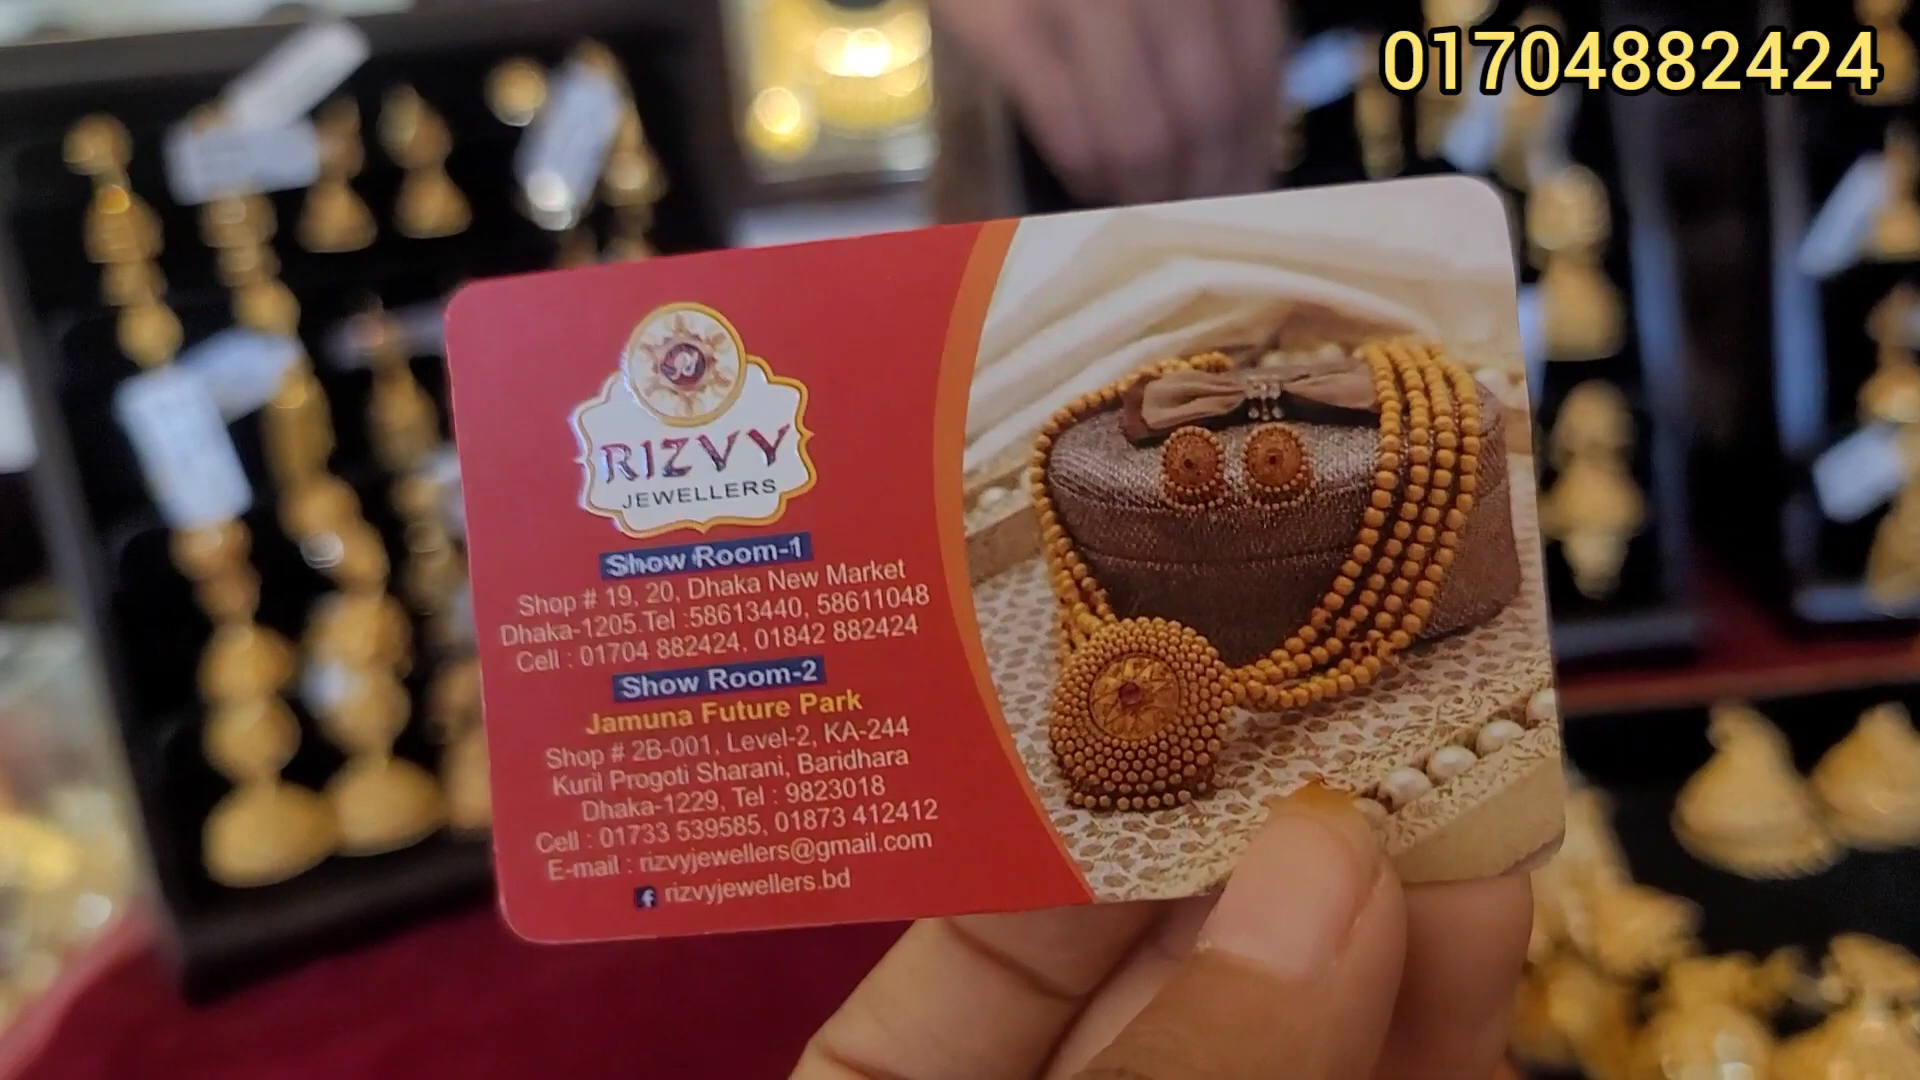 01704882424
RIZVY
JEWELLERS
Show Room-1
Shop # 19, 20, Dhaka New Market
Dhaka-1205.Tel :58613440, 58611048
Cell : 01704 882424, 01842 882424
Show Room-2
Jamuna Future Park
Shop # 2B-001, Level-2, KA-244
Kuril Progoti Sharani, Baridhara
Dhaka-1229, Tel : 9823018
Cell : 01733 539585, 01873 412412
E-mail : rizvyjewellers@gmail.com
f rizvyjewellers.bd